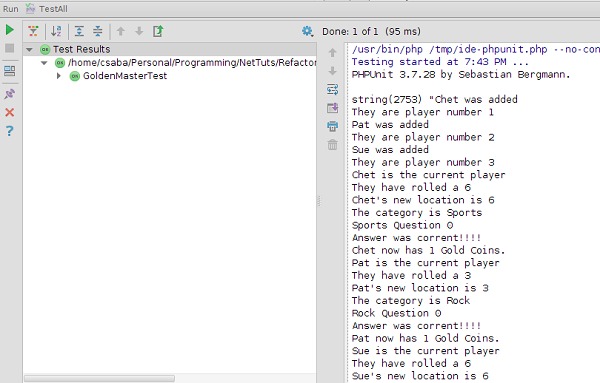 Run TestAll
Done: 1 of 1 (95 ms)
Test Results
/home/csaba/Personal/Programming/NetTuts/Refactor
GoldenMasterTest
/usr/bin/php /tmp/ide-phpunit.php --no-con
Testing started at 7:43 PM ...
PHPUnit 3.7.28 by Sebastian Bergmann.
string(2753) "Chet was added
They are player number 1
Pat was added
They are player number 2
Sue was added
They are player number 3
Chet is the current player
They have rolled a 6
Chet's new location is 6
The category is Sports
Sports Question 0
Answer was corrent!!!!
Chet now has 1 Gold Coins.
Pat is the current player
They have rolled a 3
Pat's new location is 3
The category is Rock
Rock Question 0
Answer was corrent!!!!
Pat now has 1 Gold Coins.
Sue is the current player
They have rolled a 6
Sue's new location is 6